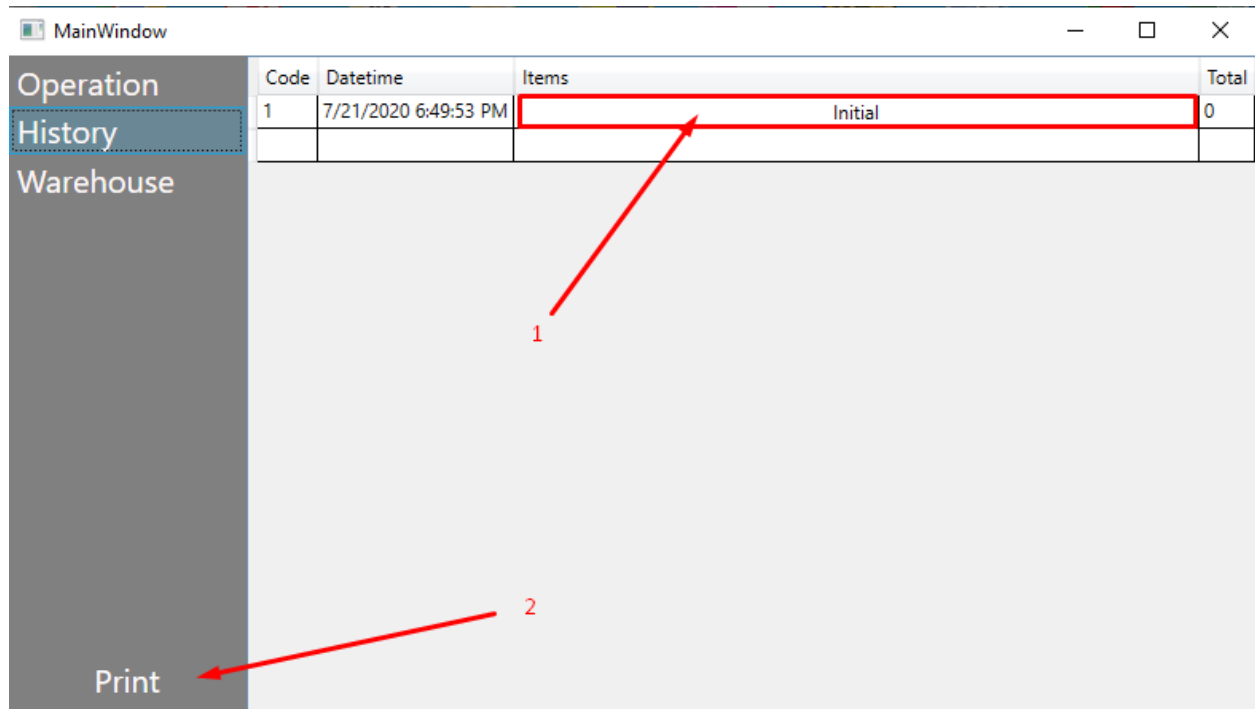 MainWindow
Operation
History
Warehouse
Code Datetime Items Total
1 7/21/2020 6:49:53 PM Initial 0
1
2
Print